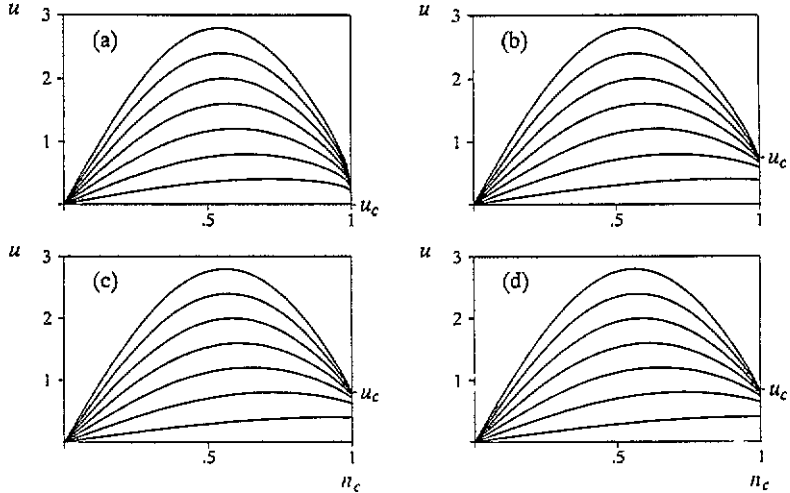 u 3 (a) 3 (b)
2 2
1 1 u_c
.5 1 u_c .5 1
u 3 (c) u 3 (d)
2 2
1 u_c 1 u_c
.5 1 .5 1
n_c n_c